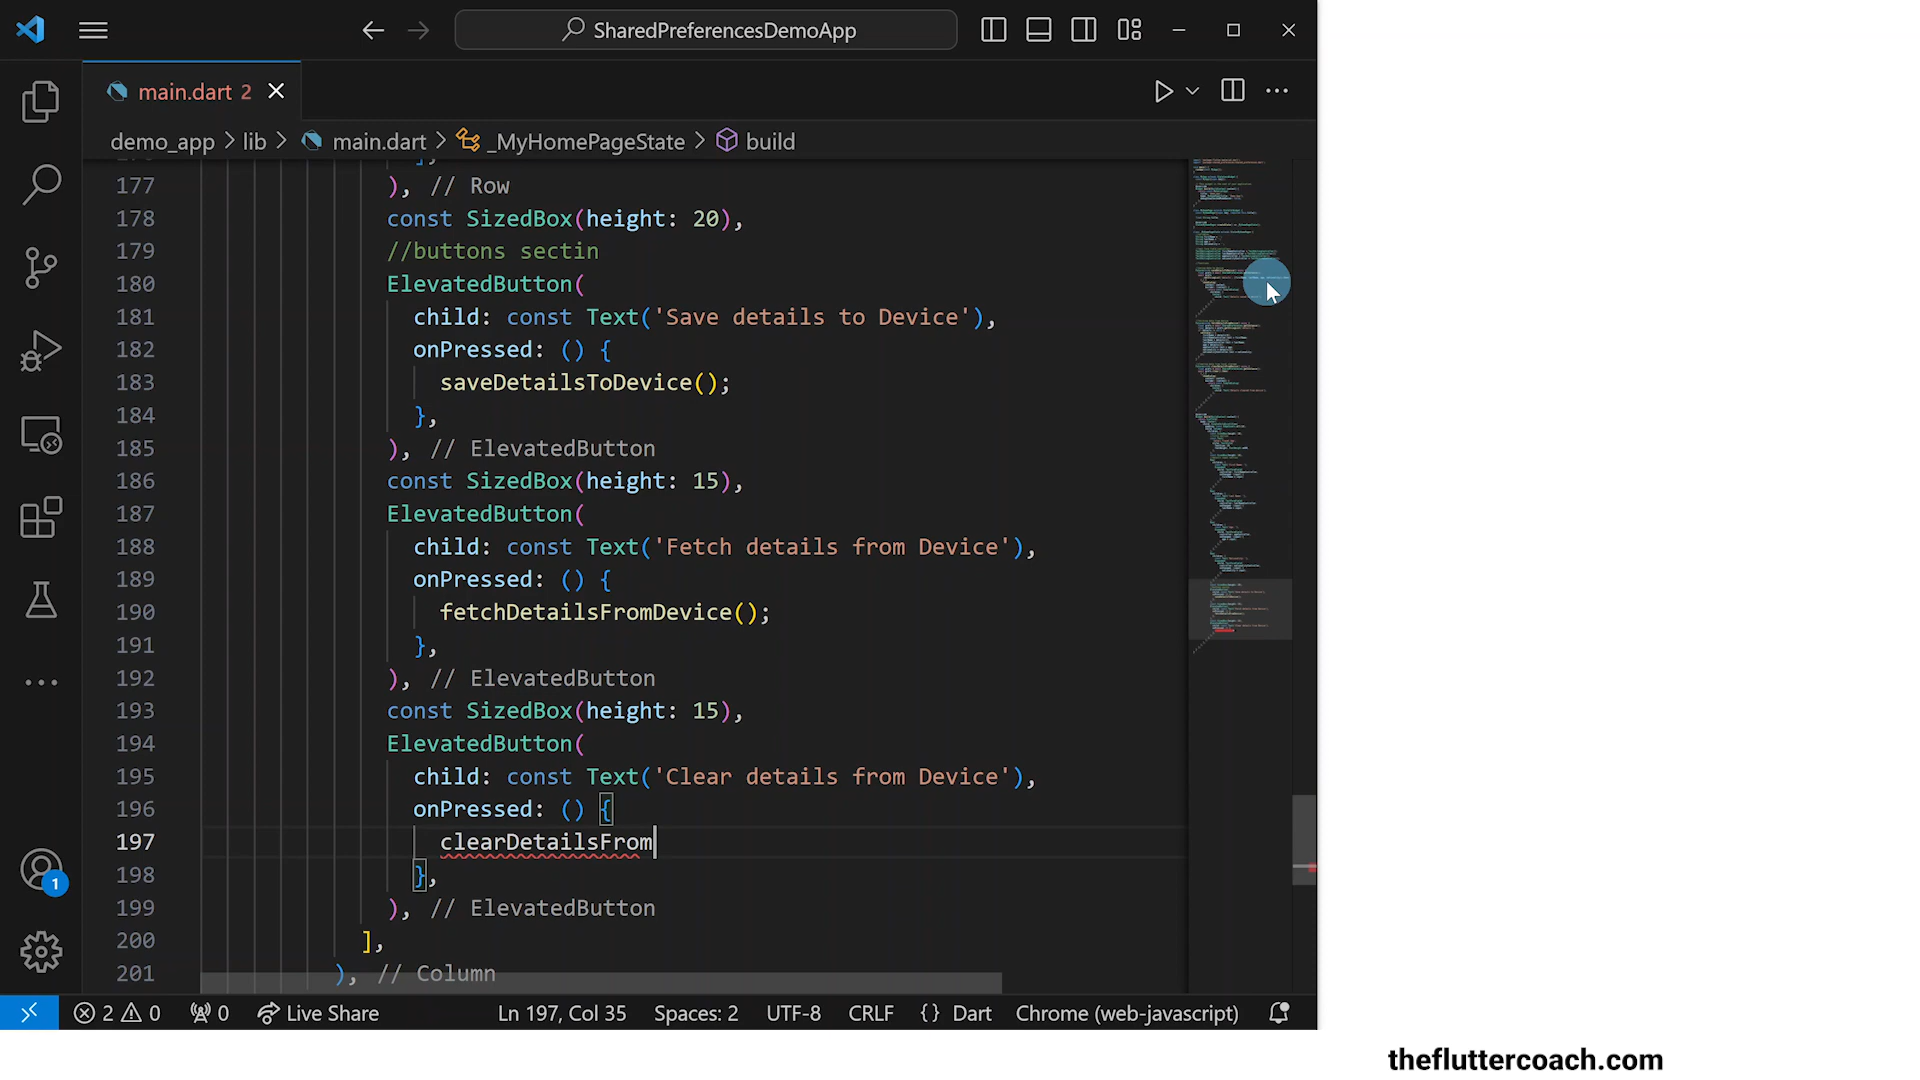 SharedPreferencesDemoApp
main.dart 2
demo_app > lib > main.dart > _MyHomePageState > build
177 ), // Row
178 const SizedBox(height: 20),
179 //buttons sectin
180 ElevatedButton(
181 child: const Text('Save details to Device'),
182 onPressed: () {
183 saveDetailsToDevice();
184 },
185 ), // ElevatedButton
186 const SizedBox(height: 15),
187 ElevatedButton(
188 child: const Text('Fetch details from Device'),
189 onPressed: () {
190 fetchDetailsFromDevice();
191 },
192 ), // ElevatedButton
193 const SizedBox(height: 15),
194 ElevatedButton(
195 child: const Text('Clear details from Device'),
196 onPressed: () {
197 clearDetailsFrom
198 },
199 ), // ElevatedButton
200 ],
201 ), // Column
1
2 0 0 Live Share Ln 197, Col 35 Spaces: 2 UTF-8 CRLF {} Dart Chrome (web-javascript)
thefluttercoach.com